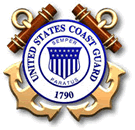 UNITED STATES COAST GUARD
SEMPER
PARATUS
1790